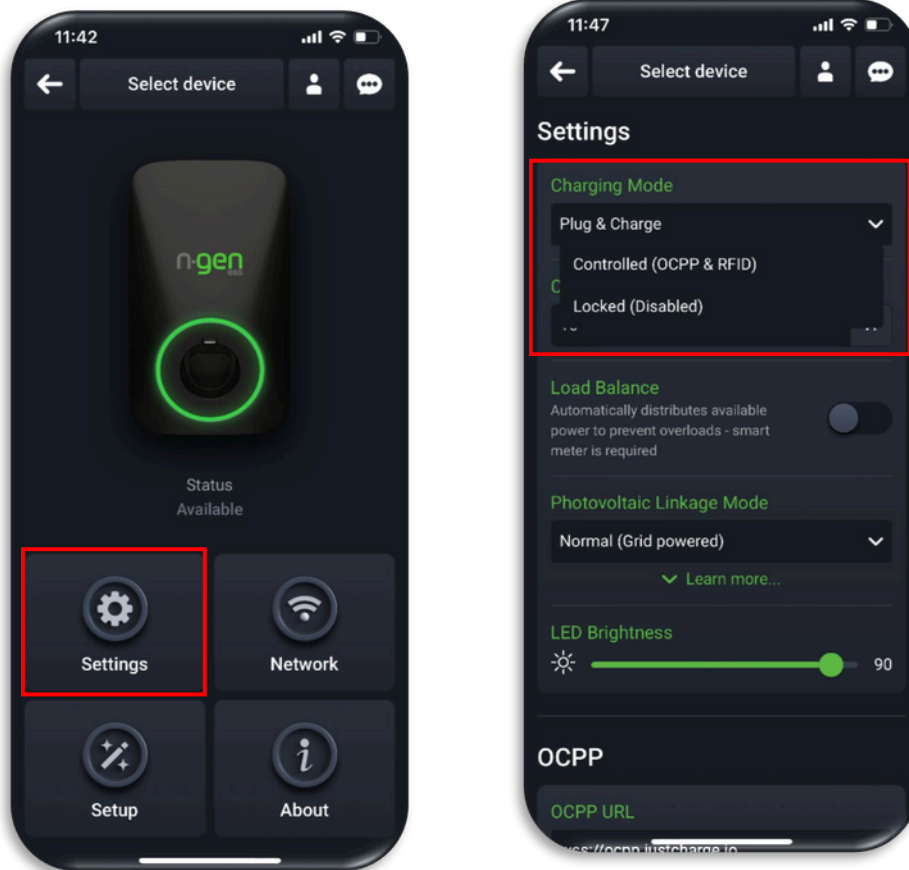 11:42
Select device
n·gen
ess
Status
Available
Settings
Network
Setup
About
11:47
Select device
Settings
Charging Mode
Plug & Charge
Controlled (OCPP & RFID)
Locked (Disabled)
Load Balance
Automatically distributes available
power to prevent overloads - smart
meter is required
Photovoltaic Linkage Mode
Normal (Grid powered)
Learn more...
LED Brightness
90
OCPP
OCPP URL